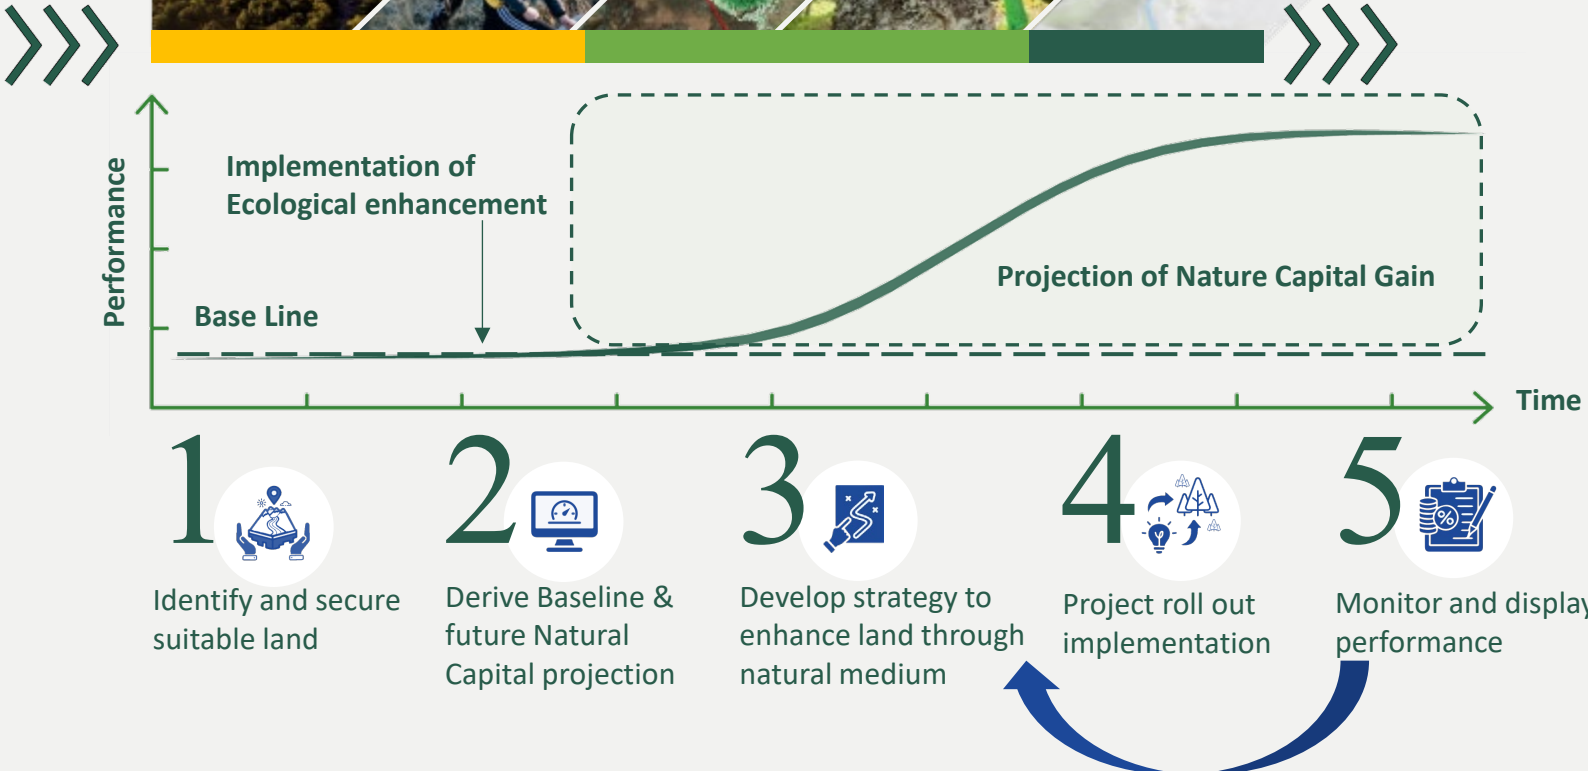 Performance
Implementation of
Ecological enhancement
Base Line
Projection of Nature Capital Gain
Time
1
Identify and secure
suitable land
2
Derive Baseline &
future Natural
Capital projection
3
Develop strategy to
enhance land through
natural medium
4
Project roll out
implementation
5
%
Monitor and display
performance